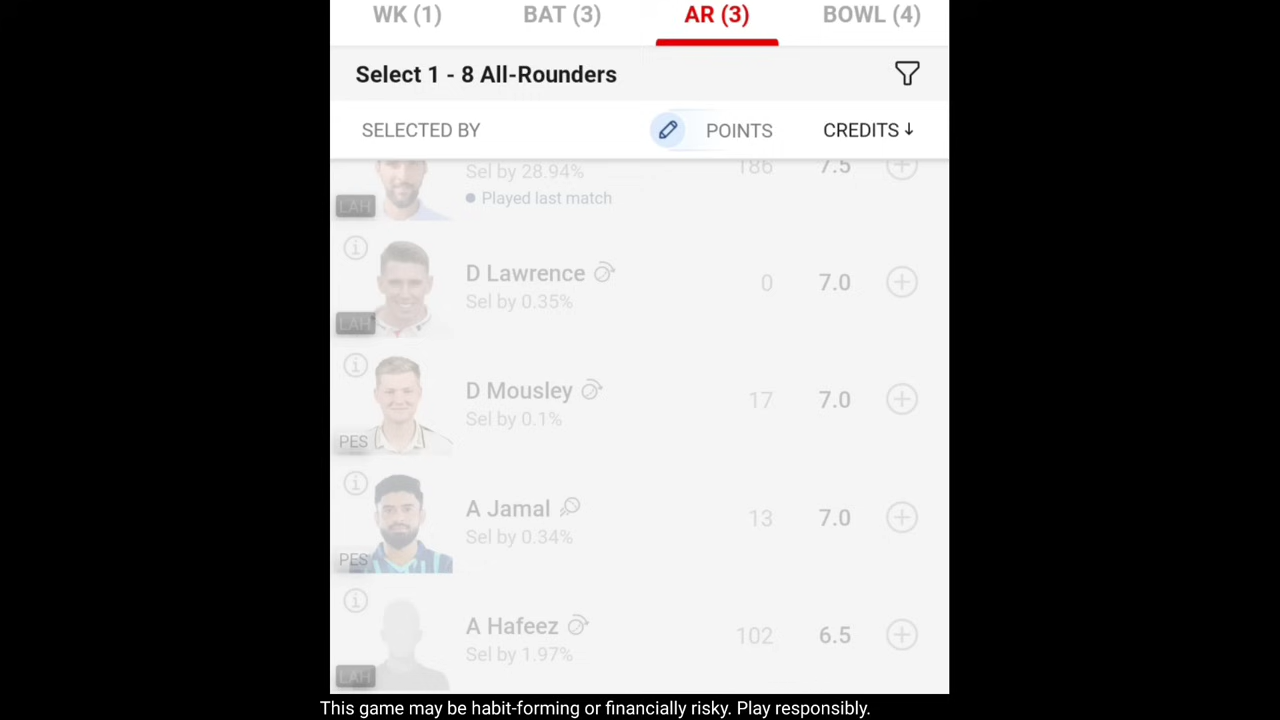 WK (1) BAT (3) AR (3) BOWL (4)
Select 1 - 8 All-Rounders
SELECTED BY POINTS CREDITS↓
Sel by 28.94% 186 7.5
LAH Played last match
D Lawrence 0 7.0
Sel by 0.35%
LAH
D Mousley 17 7.0
Sel by 0.1%
PES
A Jamal 13 7.0
Sel by 0.34%
PES
A Hafeez 102 6.5
Sel by 1.97%
LAH
This game may be habit-forming or financially risky. Play responsibly.